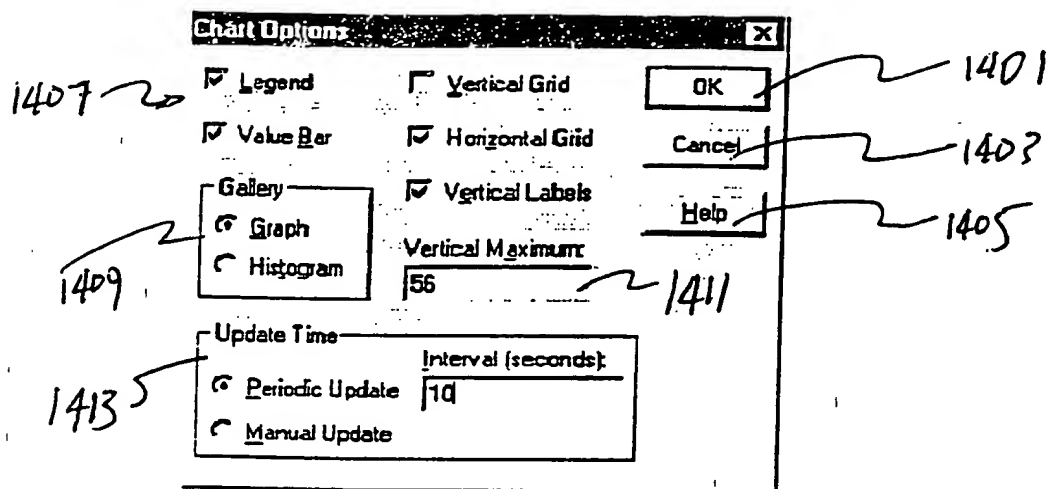 Chart Options
Legend
Vertical Grid
OK
1401
1407
Value Bar
Horizontal Grid
Cancel
1403
Gallery
Vertical Labels
Help
1405
Graph
Histogram
1409
Vertical Maximum:
56
1411
Update Time
Interval (seconds):
Periodic Update
10
1413
Manual Update